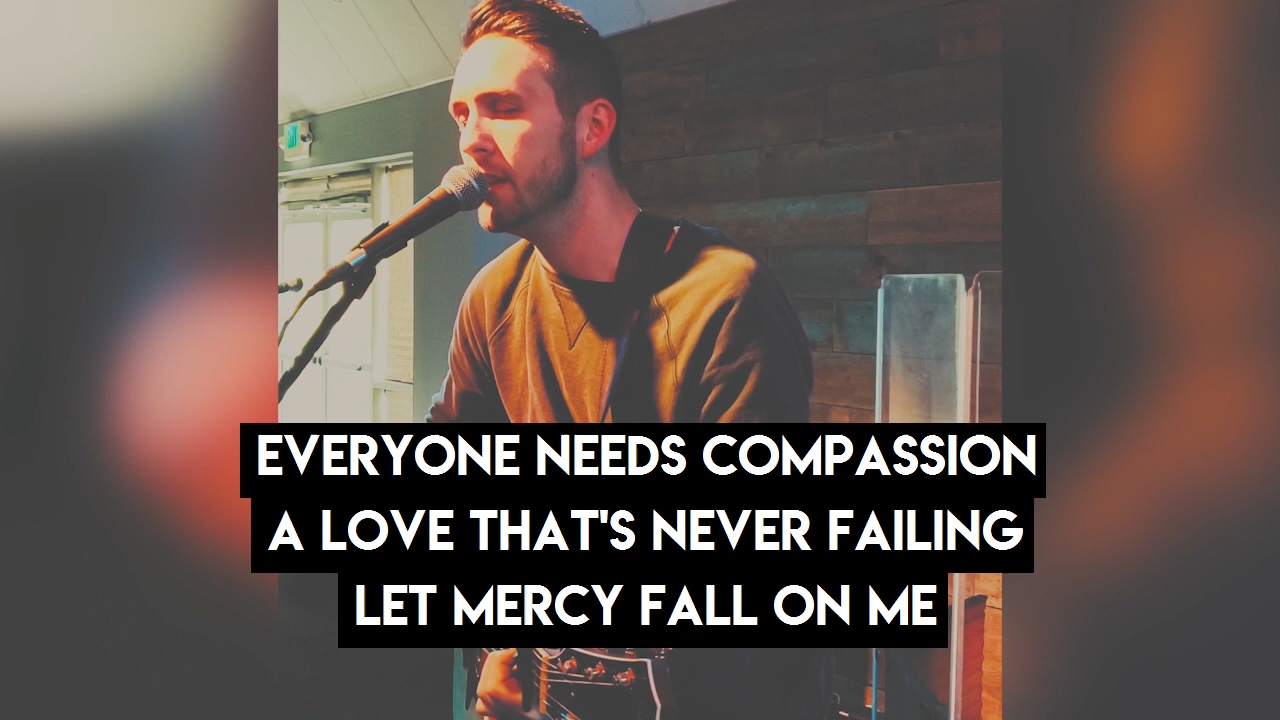 EVERYONE NEEDS COMPASSION
A LOVE THAT'S NEVER FAILING
LET MERCY FALL ON ME